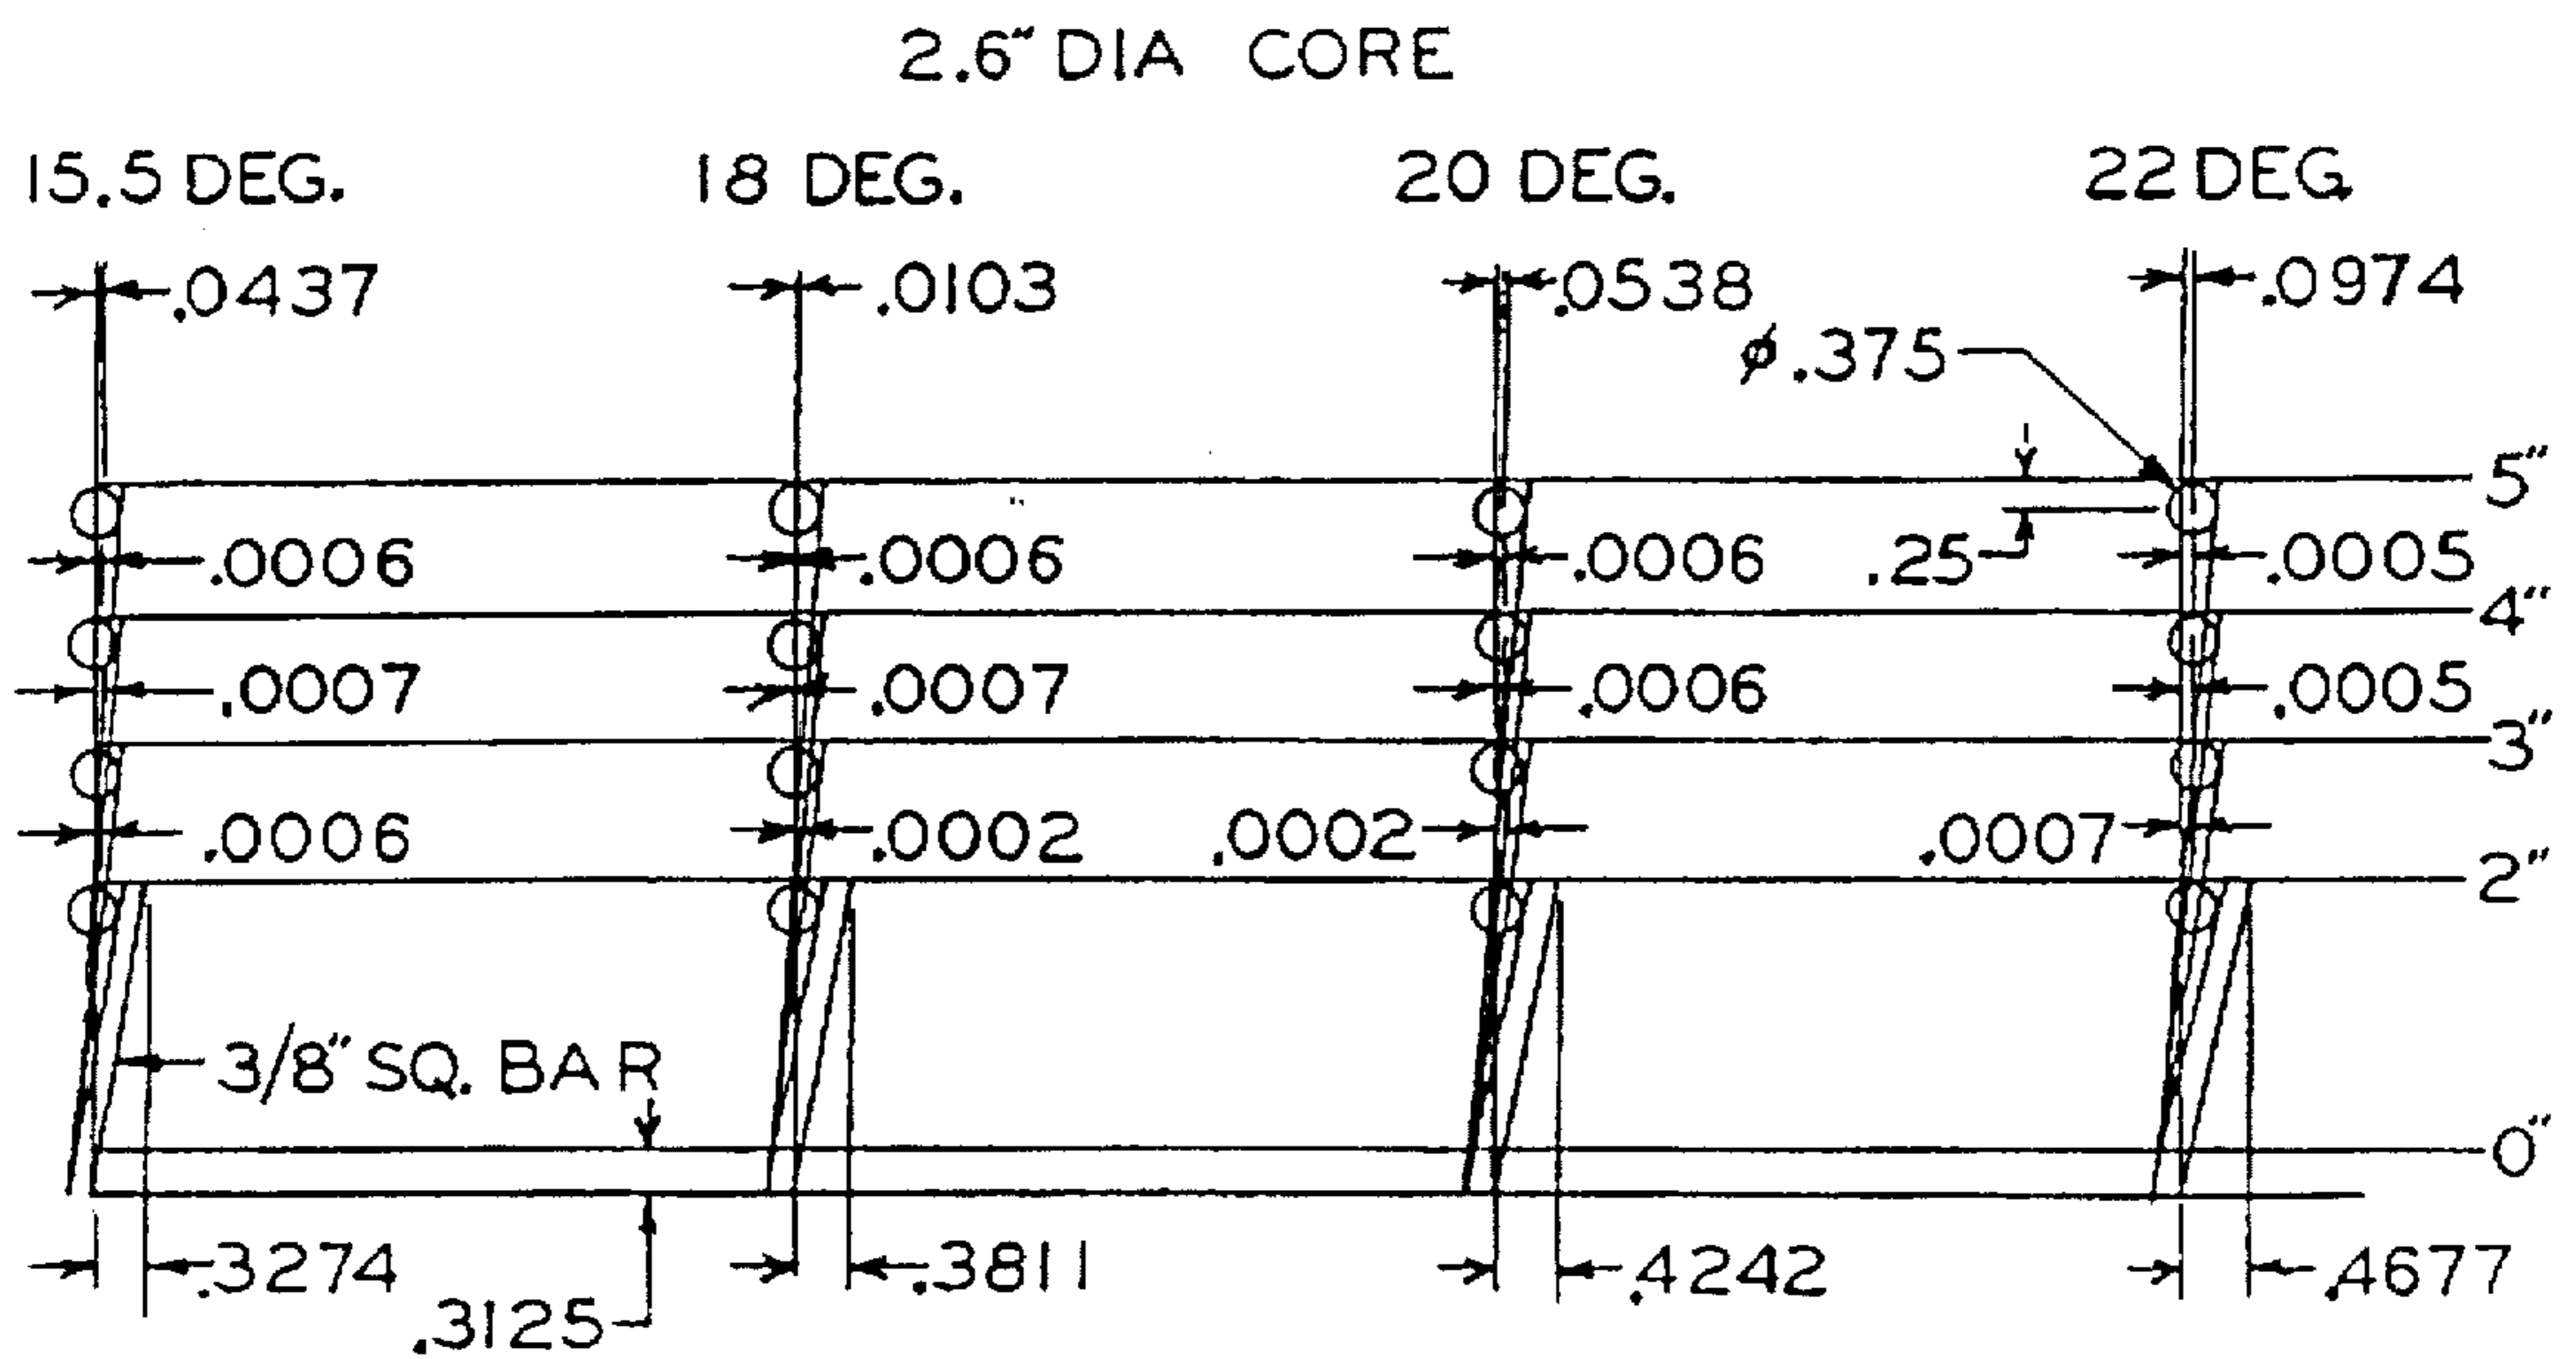 2.6" DIA CORE
15.5 DEG. 18 DEG. 20 DEG. 22 DEG.
.0437 .0103 .0538 .0974
ø.375
5"
.0006 .0006 .0006 .25 .0005
4"
.0007 .0007 .0006 .0005
3"
.0006 .0002 .0002 .0007
2"
3/8" SQ. BAR
0"
.3274 .3811 .4242 .4677
.3125